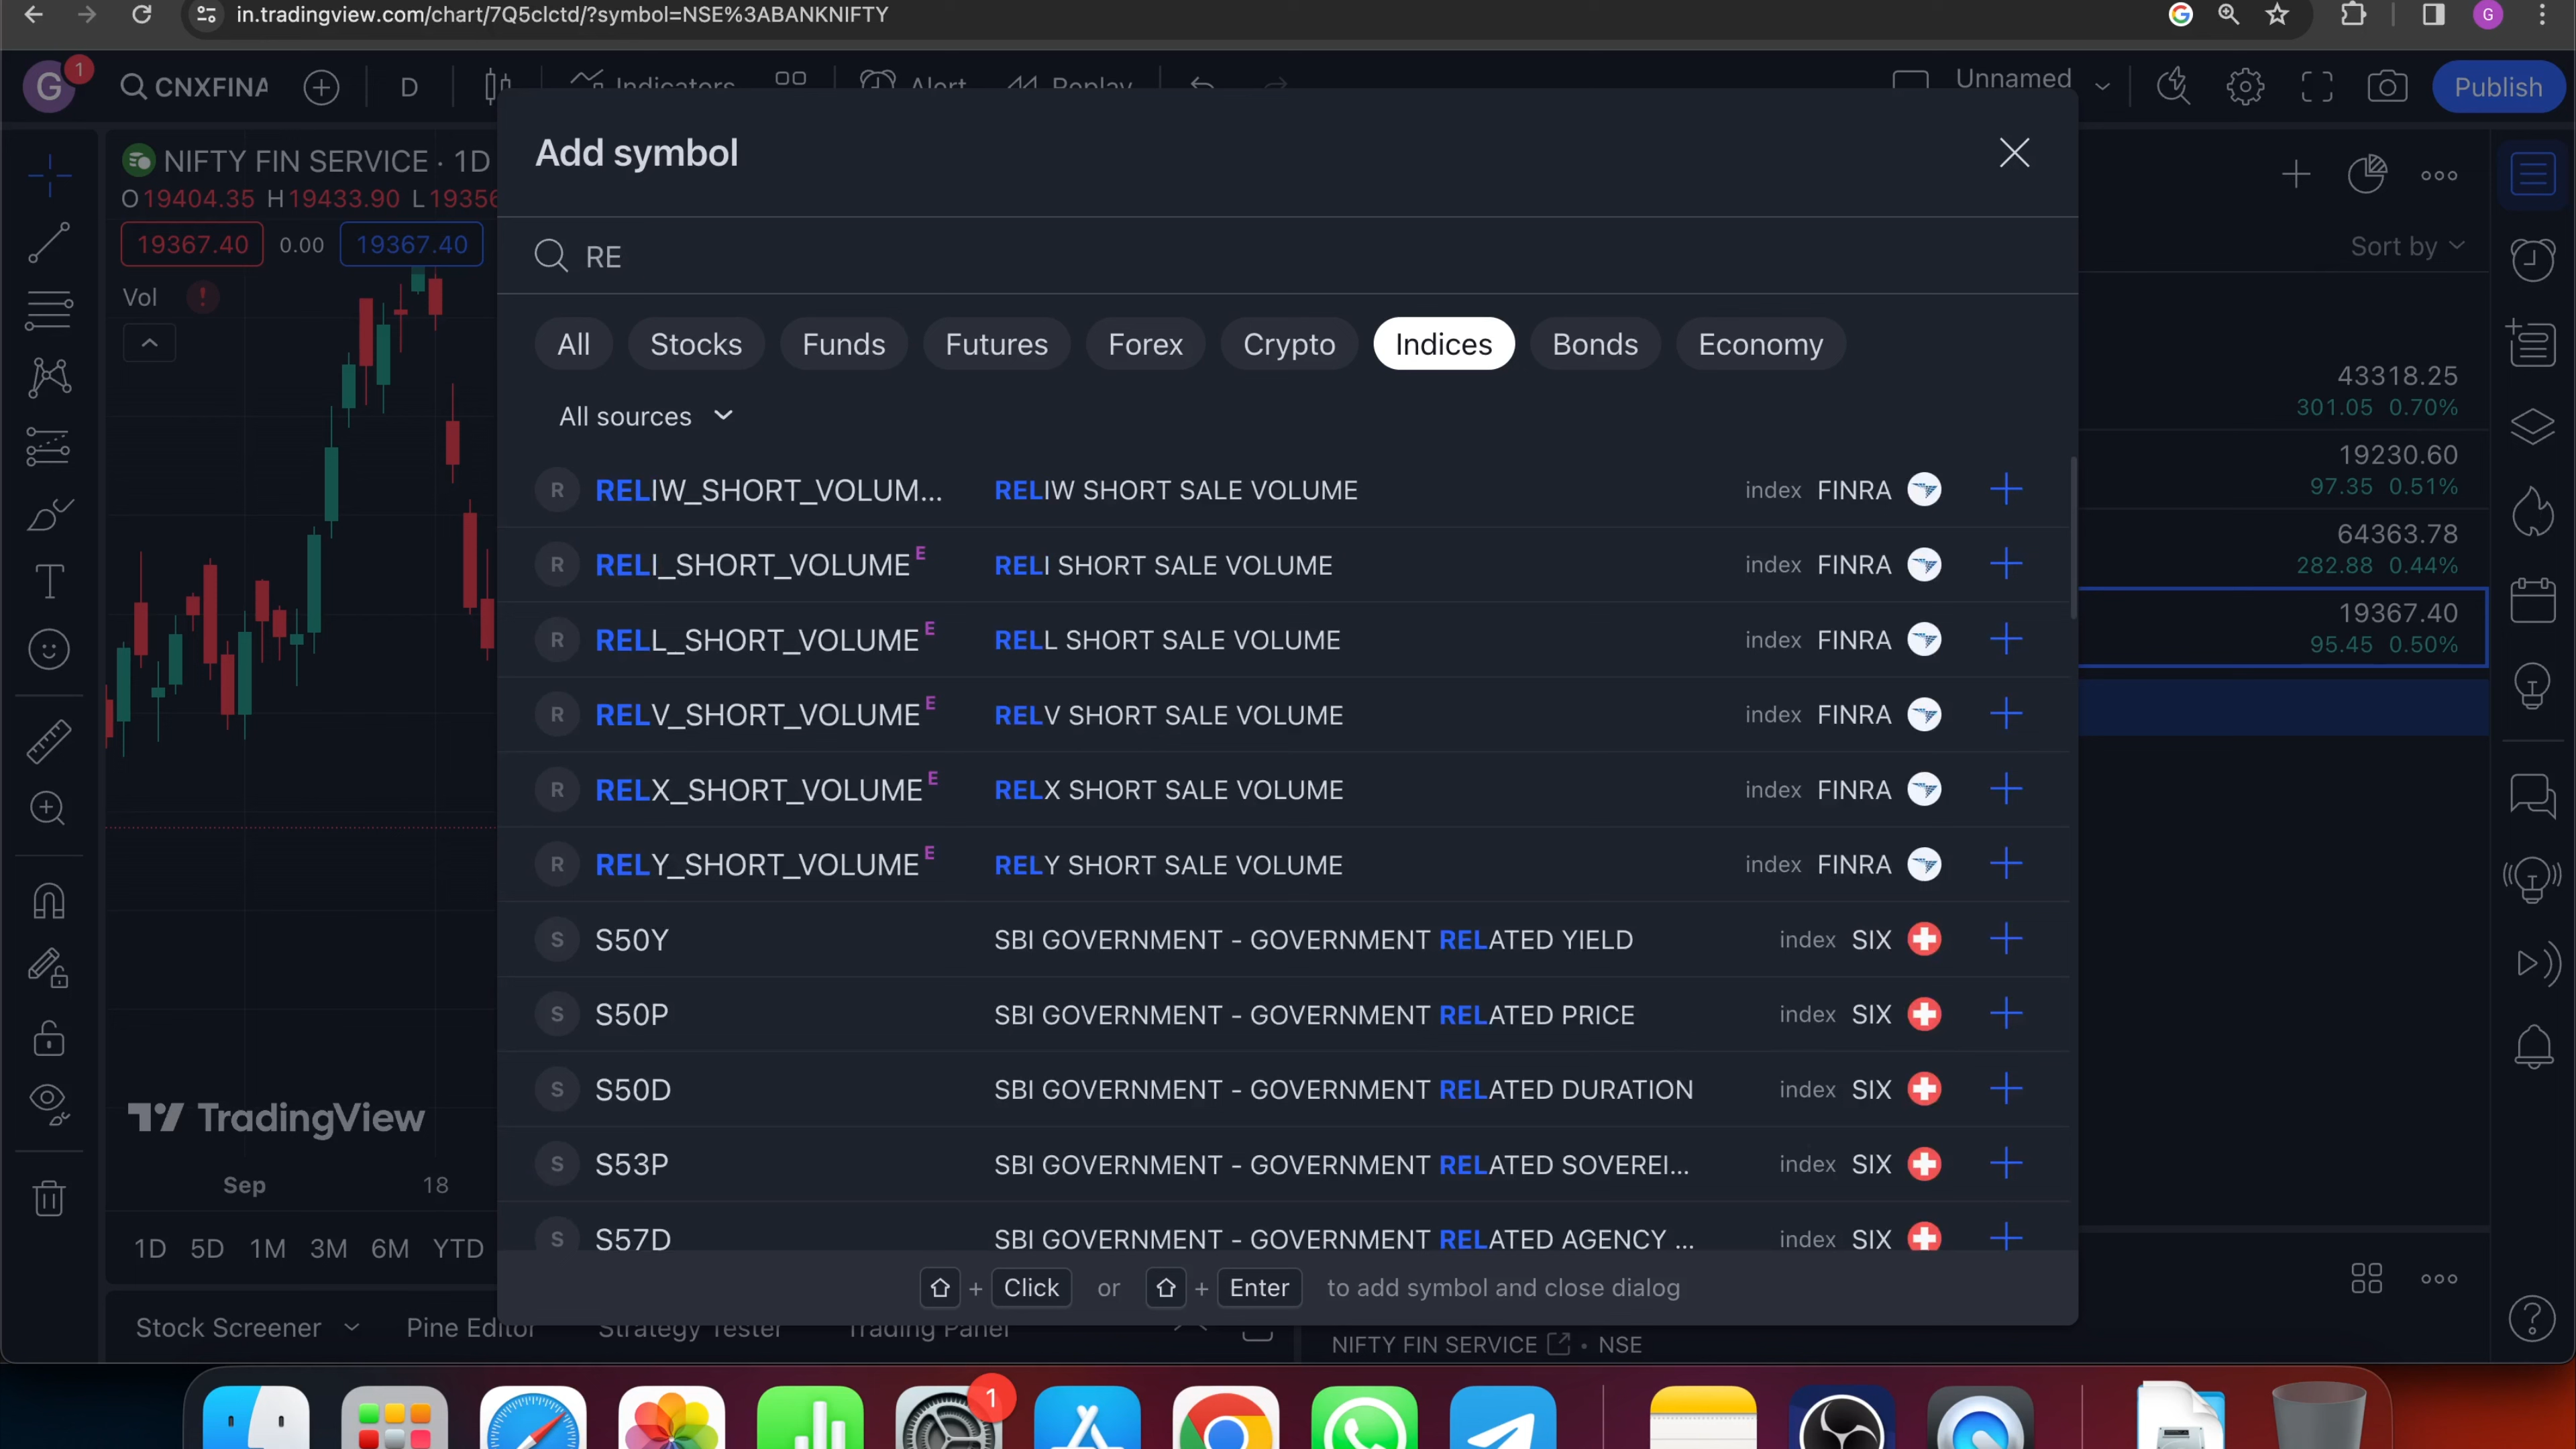 in.tradingview.com/chart/7Q5clctd/?symbol=NSE%3ABANKNIFTY
G
G 1
CNXFINA
D
Indicators
Alert
Replay
Unnamed
Publish
NIFTY FIN SERVICE · 1D
O19404.35 H19433.90 L19356
19367.40 0.00 19367.40
Vol !
Add symbol
RE
All Stocks Funds Futures Forex Crypto Indices Bonds Economy
All sources
R RELIW_SHORT_VOLUM... RELIW SHORT SALE VOLUME index FINRA
R RELI_SHORT_VOLUME E RELI SHORT SALE VOLUME index FINRA
R RELL_SHORT_VOLUME E RELL SHORT SALE VOLUME index FINRA
R RELV_SHORT_VOLUME E RELV SHORT SALE VOLUME index FINRA
R RELX_SHORT_VOLUME E RELX SHORT SALE VOLUME index FINRA
R RELY_SHORT_VOLUME E RELY SHORT SALE VOLUME index FINRA
S S50Y SBI GOVERNMENT - GOVERNMENT RELATED YIELD index SIX
S S50P SBI GOVERNMENT - GOVERNMENT RELATED PRICE index SIX
S S50D SBI GOVERNMENT - GOVERNMENT RELATED DURATION index SIX
S S53P SBI GOVERNMENT - GOVERNMENT RELATED SOVEREI... index SIX
S S57D SBI GOVERNMENT - GOVERNMENT RELATED AGENCY ... index SIX
+ Click or + Enter to add symbol and close dialog
Sort by
43318.25
301.05 0.70%
19230.60
97.35 0.51%
64363.78
282.88 0.44%
19367.40
95.45 0.50%
TradingView
Sep 18
1D 5D 1M 3M 6M YTD
Stock Screener Pine Editor Strategy Tester Trading Panel
NIFTY FIN SERVICE • NSE
1